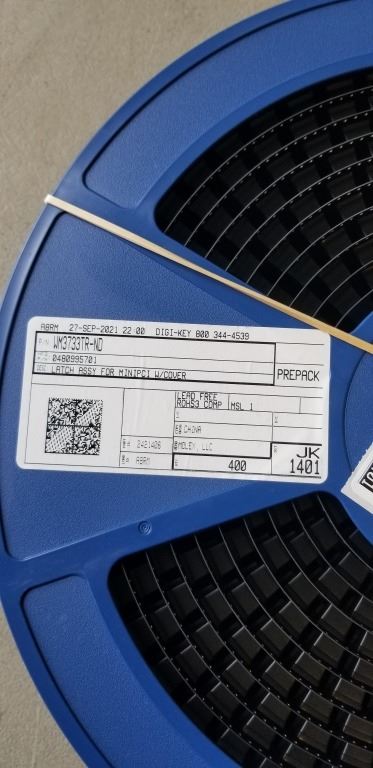 ABRM 27-SEP-2021 22 00 DIGI-KEY 800 344-4539
P/N WM3733TR-ND
0480995701
DESC LATCH ASSY FOR MINIPCI W/COVER
PREPACK
LEAD FREE
ROHS3 COMP MSL 1
CHINA
2421406 MOLEX, LLC
ABRM 400
JK
1401